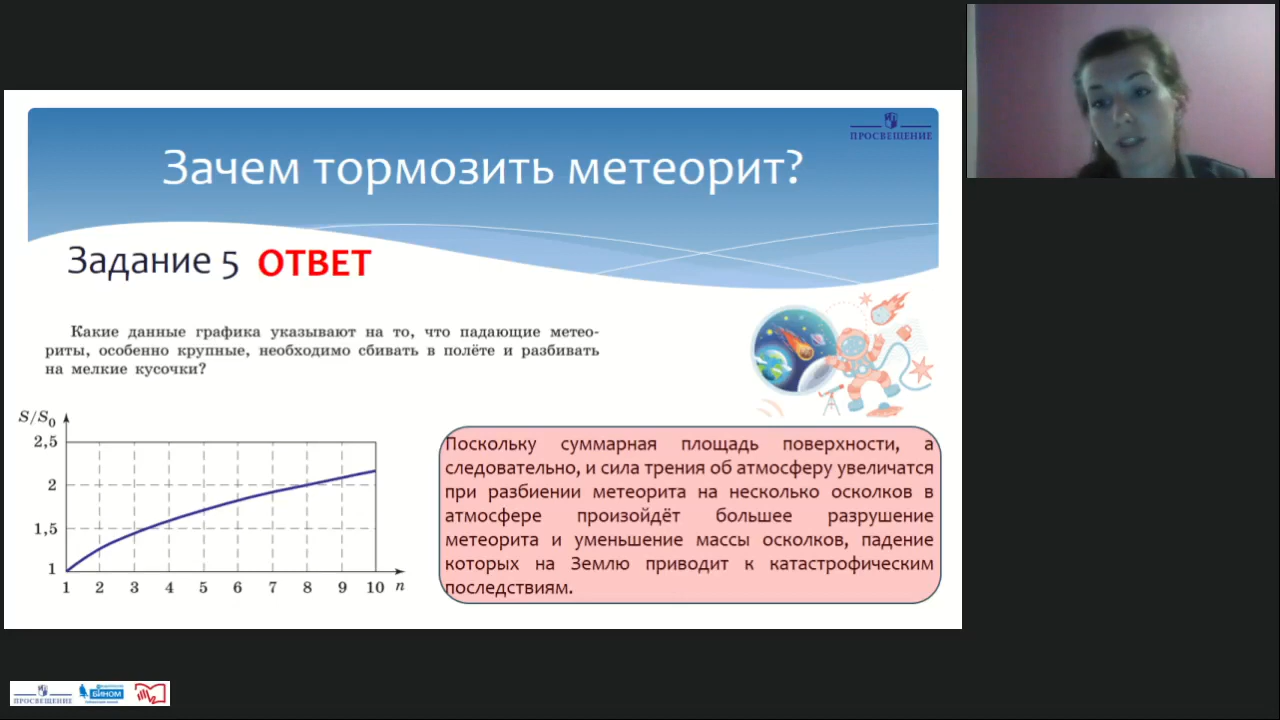 ПРОСВЕЩЕНИЕ
Зачем тормозить метеорит?
Задание 5 ОТВЕТ
Какие данные графика указывают на то, что падающие метео-
риты, особенно крупные, необходимо сбивать в полёте и разбивать
на мелкие кусочки?
S/S₀
2,5
2
1,5
1
1 2 3 4 5 6 7 8 9 10 n
Поскольку суммарная площадь поверхности, а
следовательно, и сила трения об атмосферу увеличатся
при разбиении метеорита на несколько осколков в
атмосфере произойдёт большее разрушение
метеорита и уменьшение массы осколков, падение
которых на Землю приводит к катастрофическим
последствиям.
ПРОСВЕЩЕНИЕ
БИНОМ